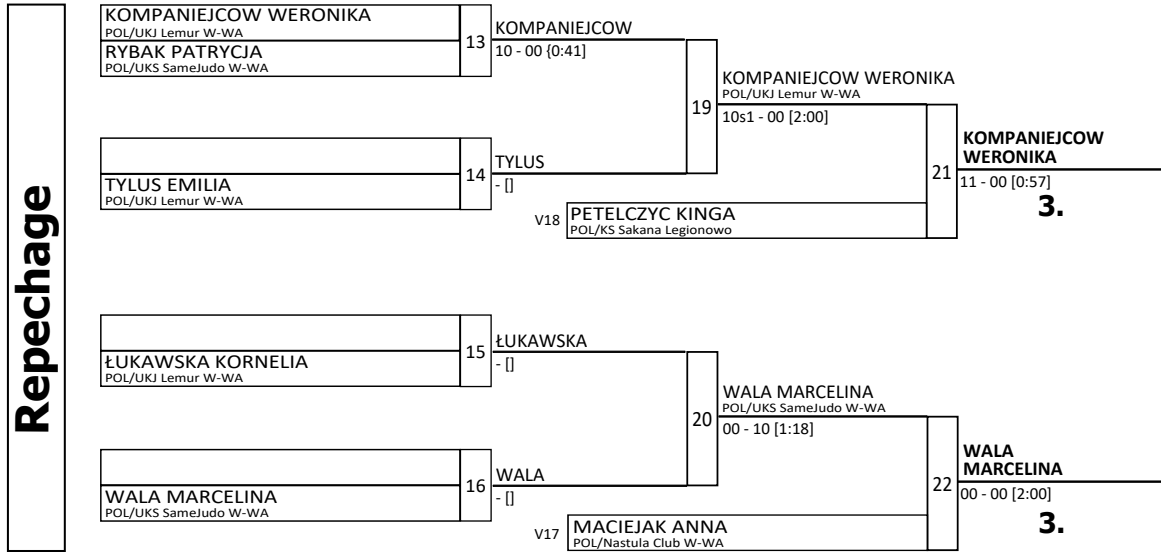 Repechage
KOMPANIEJCOW WERONIKA
POL/UKJ Lemur W-WA
RYBAK PATRYCJA
POL/UKS SameJudo W-WA
13
KOMPANIEJCOW
10 - 00 {0:41]
TYLUS EMILIA
POL/UKJ Lemur W-WA
14
TYLUS
- []
19
KOMPANIEJCOW WERONIKA
POL/UKJ Lemur W-WA
10s1 - 00 [2:00]
V18
PETELCZYC KINGA
POL/KS Sakana Legionowo
21
KOMPANIEJCOW
WERONIKA
11 - 00 [0:57]
3.
ŁUKAWSKA KORNELIA
POL/UKJ Lemur W-WA
15
ŁUKAWSKA
- []
WALA MARCELINA
POL/UKS SameJudo W-WA
16
WALA
- []
20
WALA MARCELINA
POL/UKS SameJudo W-WA
00 - 10 [1:18]
V17
MACIEJAK ANNA
POL/Nastula Club W-WA
22
WALA
MARCELINA
00 - 00 [2:00]
3.